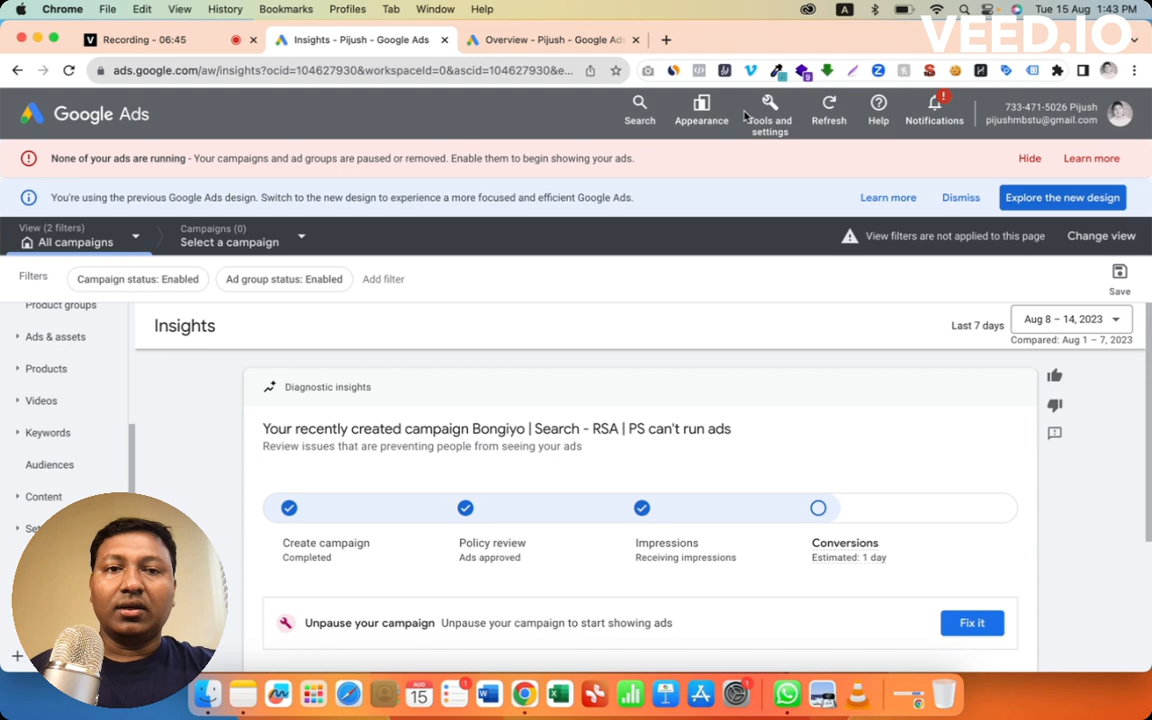 Chrome File Edit View History Bookmarks Profiles Tab Window Help A Tue 15 Aug 1:43 PM
VEED.IO
V Recording - 06:45 Insights - Pijush - Google Ads Overview - Pijush - Google Ads
ads.google.com/aw/insights?ocid=104627930&workspaceId=0&ascid=104627930&e...
Google Ads
Search
Appearance
Tools and
settings
Refresh
Help
Notifications
733-471-5026 Pijush
pijushmbstu@gmail.com
None of your ads are running - Your campaigns and ad groups are paused or removed. Enable them to begin showing your ads. Hide Learn more
You're using the previous Google Ads design. Switch to the new design to experience a more focused and efficient Google Ads. Learn more Dismiss Explore the new design
View (2 filters)
All campaigns
Campaigns (0)
Select a campaign
View filters are not applied to this page Change view
Filters Campaign status: Enabled Ad group status: Enabled Add filter
Save
Product groups
Ads & assets
Products
Videos
Keywords
Audiences
Content
Insights
Last 7 days Aug 8 – 14, 2023
Compared: Aug 1 – 7, 2023
Diagnostic insights
Your recently created campaign Bongiyo | Search - RSA | PS can't run ads
Review issues that are preventing people from seeing your ads
Create campaign
Completed
Policy review
Ads approved
Impressions
Receiving impressions
Conversions
Estimated: 1 day
Unpause your campaign Unpause your campaign to start showing ads Fix it
AUG
15